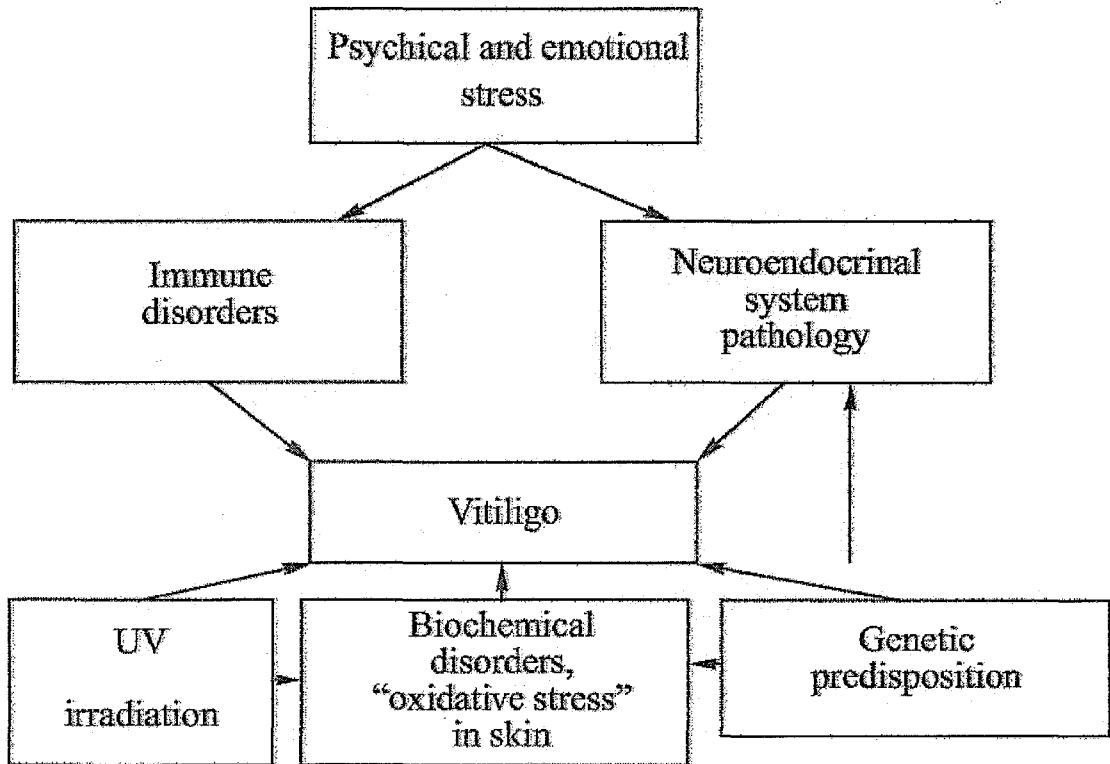 Psychical and emotional
stress
Immune
disorders
Neuroendocrinal
system
pathology
Vitiligo
UV
irradiation
Biochemical
disorders,
“oxidative stress”
in skin
Genetic
predisposition